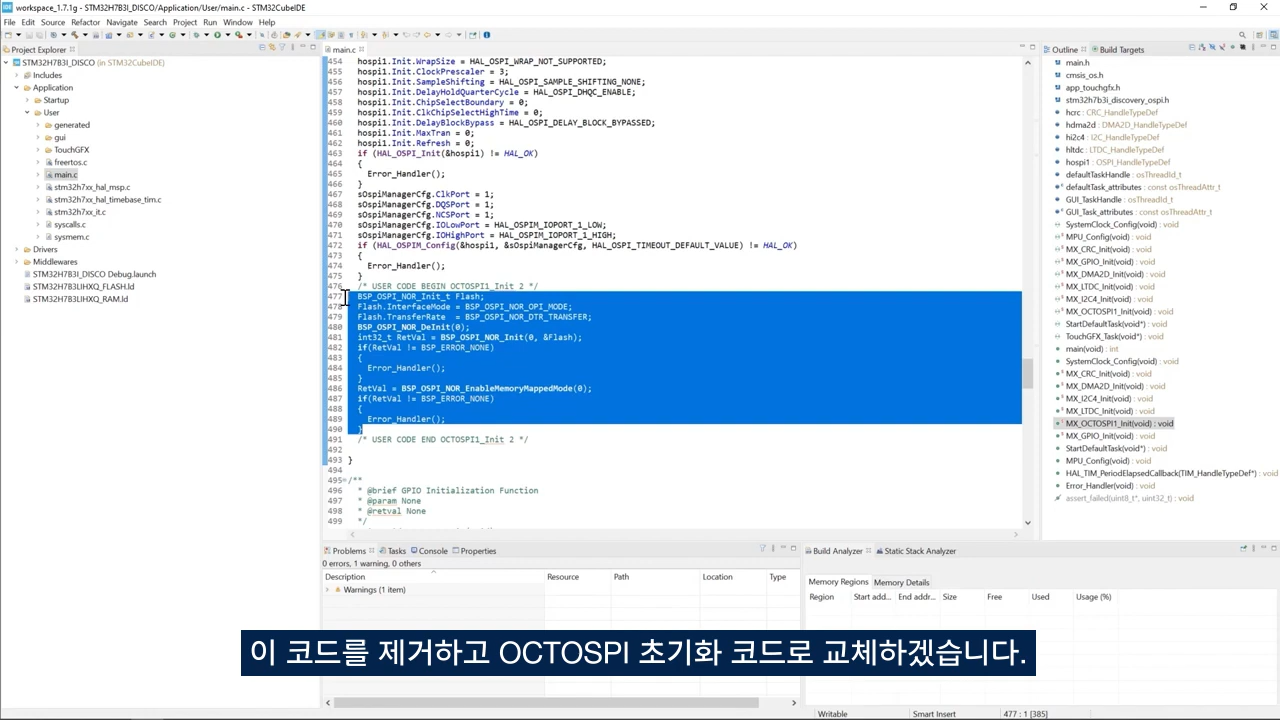 workspace_1.7.1g - STM32H7B3I_DISCO/Application/User/main.c - STM32CubeIDE
File Edit Source Refactor Navigate Search Project Run Window Help
Project Explorer
STM32H7B3I_DISCO (in STM32CubeIDE)
Includes
Application
Startup
User
generated
gui
TouchGFX
freertos.c
main.c
stm32h7xx_hal_msp.c
stm32h7xx_hal_timebase_tim.c
stm32h7xx_it.c
syscalls.c
sysmem.c
Drivers
Middlewares
STM32H7B3I_DISCO Debug.launch
STM32H7B3LIHXQ_FLASH.ld
STM32H7B3LIHXQ_RAM.ld
main.c
454 hospi1.Init.WrapSize = HAL_OSPI_WRAP_NOT_SUPPORTED;
455 hospi1.Init.ClockPrescaler = 3;
456 hospi1.Init.SampleShifting = HAL_OSPI_SAMPLE_SHIFTING_NONE;
457 hospi1.Init.DelayHoldQuarterCycle = HAL_OSPI_DHQC_ENABLE;
458 hospi1.Init.ChipSelectBoundary = 0;
459 hospi1.Init.ClkChipSelectHighTime = 0;
460 hospi1.Init.DelayBlockBypass = HAL_OSPI_DELAY_BLOCK_BYPASSED;
461 hospi1.Init.MaxTran = 0;
462 hospi1.Init.Refresh = 0;
463 if (HAL_OSPI_Init(&hospi1) != HAL_OK)
464 {
465 Error_Handler();
466 }
467 sOspiManagerCfg.ClkPort = 1;
468 sOspiManagerCfg.DQSPort = 1;
469 sOspiManagerCfg.NCSPort = 1;
470 sOspiManagerCfg.IOLowPort = HAL_OSPIM_IOPORT_1_LOW;
471 sOspiManagerCfg.IOHighPort = HAL_OSPIM_IOPORT_1_HIGH;
472 if (HAL_OSPIM_Config(&hospi1, &sOspiManagerCfg, HAL_OSPI_TIMEOUT_DEFAULT_VALUE) != HAL_OK)
473 {
474 Error_Handler();
475 }
476 /* USER CODE BEGIN OCTOSPI1_Init 2 */
477 BSP_OSPI_NOR_Init_t Flash;
478 Flash.InterfaceMode = BSP_OSPI_NOR_OPI_MODE;
479 Flash.TransferRate = BSP_OSPI_NOR_DTR_TRANSFER;
480 BSP_OSPI_NOR_DeInit(0);
481 int32_t RetVal = BSP_OSPI_NOR_Init(0, &Flash);
482 if(RetVal != BSP_ERROR_NONE)
483 {
484 Error_Handler();
485 }
486 RetVal = BSP_OSPI_NOR_EnableMemoryMappedMode(0);
487 if(RetVal != BSP_ERROR_NONE)
488 {
489 Error_Handler();
490 }
491 /* USER CODE END OCTOSPI1_Init 2 */
492
493 }
494
495 /**
496 * @brief GPIO Initialization Function
497 * @param None
498 * @retval None
499 */
Outline Build Targets
main.h
cmsis_os.h
app_touchgfx.h
stm32h7b3i_discovery_ospi.h
hcrc : CRC_HandleTypeDef
hdma2d : DMA2D_HandleTypeDef
hi2c4 : I2C_HandleTypeDef
hltdc : LTDC_HandleTypeDef
hospi1 : OSPI_HandleTypeDef
defaultTaskHandle : osThreadId_t
defaultTask_attributes : const osThreadAttr_t
GUI_TaskHandle : osThreadId_t
GUI_Task_attributes : const osThreadAttr_t
SystemClock_Config(void) : void
MPU_Config(void) : void
MX_CRC_Init(void) : void
MX_GPIO_Init(void) : void
MX_DMA2D_Init(void) : void
MX_LTDC_Init(void) : void
MX_I2C4_Init(void) : void
MX_OCTOSPI1_Init(void) : void
StartDefaultTask(void*) : void
TouchGFX_Task(void*) : void
main(void) : int
SystemClock_Config(void) : void
MX_CRC_Init(void) : void
MX_DMA2D_Init(void) : void
MX_I2C4_Init(void) : void
MX_LTDC_Init(void) : void
MX_OCTOSPI1_Init(void) : void
MX_GPIO_Init(void) : void
StartDefaultTask(void*) : void
MPU_Config(void) : void
HAL_TIM_PeriodElapsedCallback(TIM_HandleTypeDef*) : void
Error_Handler(void) : void
assert_failed(uint8_t*, uint32_t) : void
Problems Tasks Console Properties
0 errors, 1 warning, 0 others
Description Resource Path Location Type
Warnings (1 item)
Build Analyzer Static Stack Analyzer
Memory Regions Memory Details
Region Start add... End addr... Size Free Used Usage (%)
이 코드를 제거하고 OCTOSPI 초기화 코드로 교체하겠습니다.
Writable Smart Insert 477 : 1 [385]